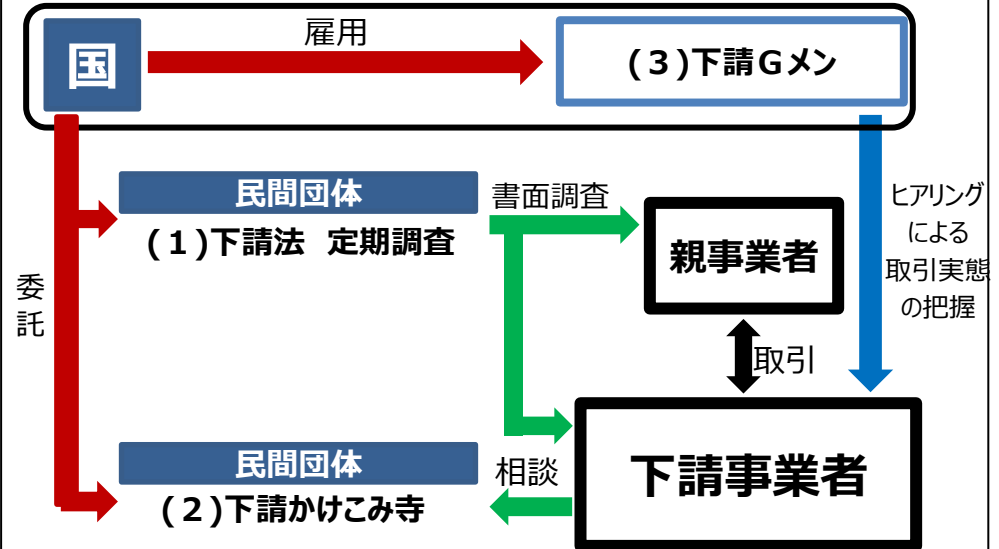 国
雇用
(3)下請Gメン
民間団体
(1)下請法 定期調査
書面調査
親事業者
ヒアリング
による
取引実態
の把握
委
託
取引
民間団体
(2)下請かけこみ寺
相談
下請事業者